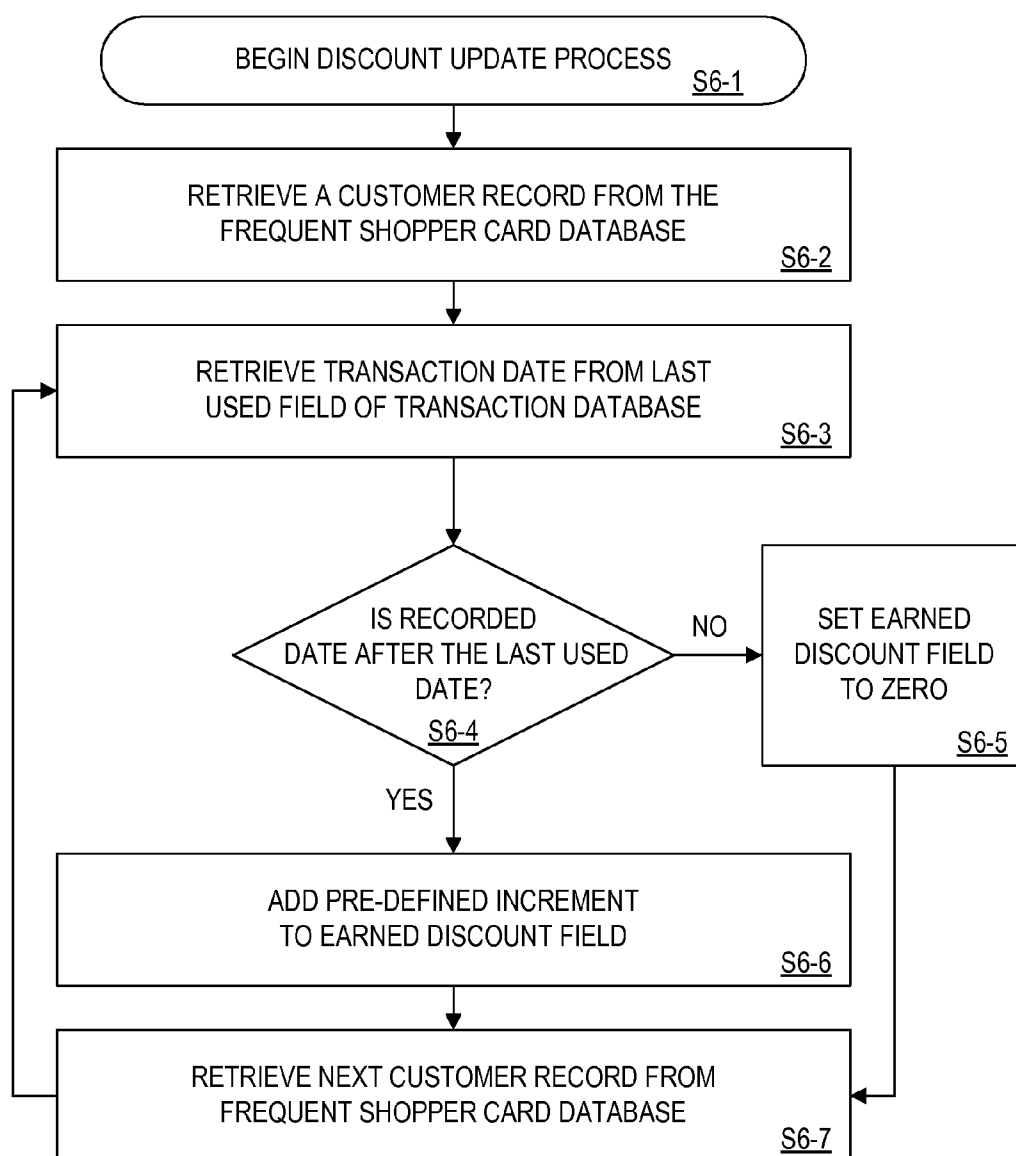 BEGIN DISCOUNT UPDATE PROCESS
S6-1
RETRIEVE A CUSTOMER RECORD FROM THE
FREQUENT SHOPPER CARD DATABASE
S6-2
RETRIEVE TRANSACTION DATE FROM LAST
USED FIELD OF TRANSACTION DATABASE
S6-3
IS RECORDED
DATE AFTER THE LAST USED
DATE?
S6-4
NO
SET EARNED
DISCOUNT FIELD
TO ZERO
S6-5
YES
ADD PRE-DEFINED INCREMENT
TO EARNED DISCOUNT FIELD
S6-6
RETRIEVE NEXT CUSTOMER RECORD FROM
FREQUENT SHOPPER CARD DATABASE
S6-7